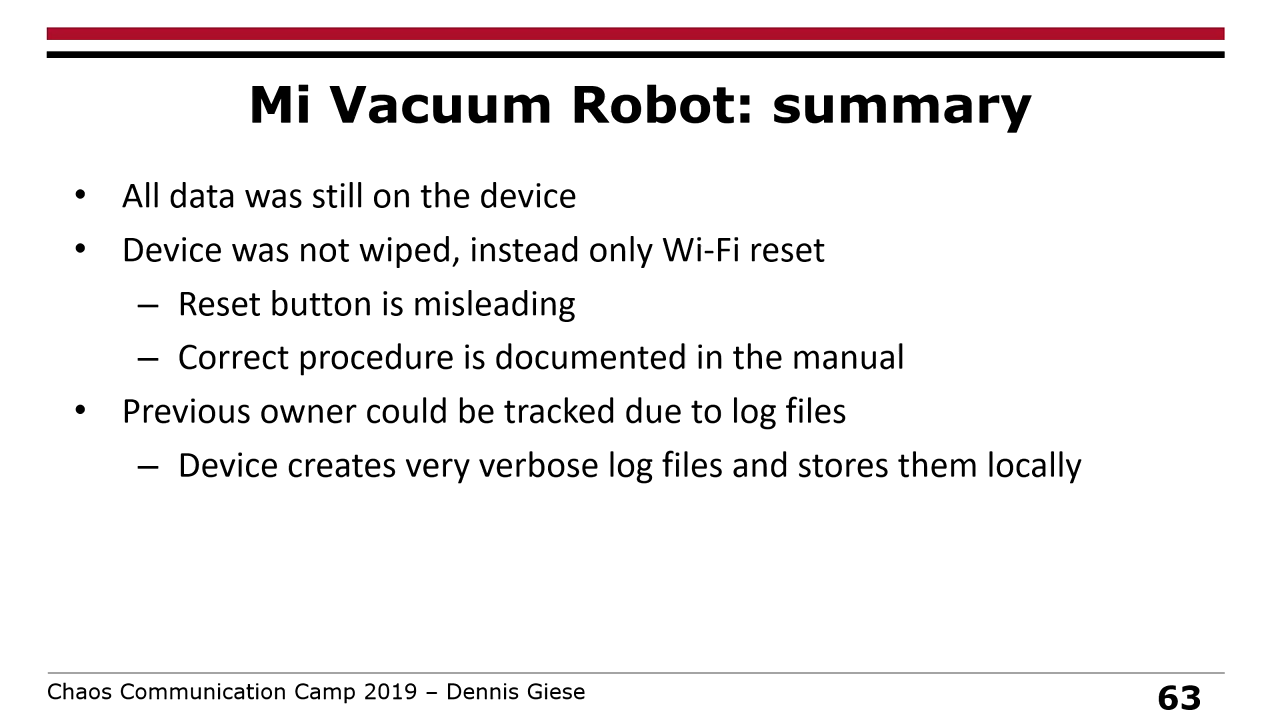 Mi Vacuum Robot: summary
• All data was still on the device
• Device was not wiped, instead only Wi-Fi reset
– Reset button is misleading
– Correct procedure is documented in the manual
• Previous owner could be tracked due to log files
– Device creates very verbose log files and stores them locally
Chaos Communication Camp 2019 – Dennis Giese
63